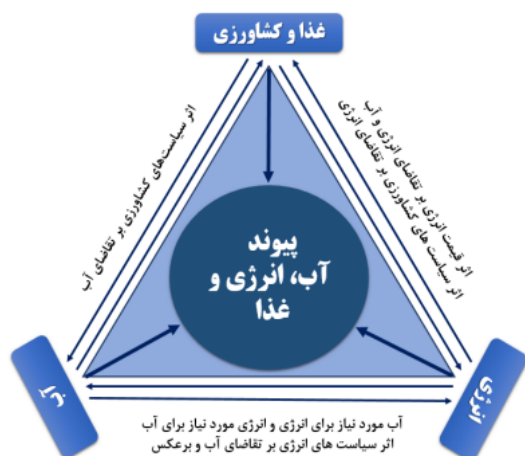 غذا و کشاورزی
اثر قیمت انرژی بر تقاضای انرژی و آب
اثر سیاست های کشاورزی بر تقاضای انرژی
اثر سیاست‌های کشاورزی بر تقاضای آب
پیوند
آب، انرژی و
غذا
انرژی
آب
آب مورد نیاز برای انرژی و انرژی مورد نیاز برای آب
اثر سیاست های انرژی بر تقاضای آب و برعکس